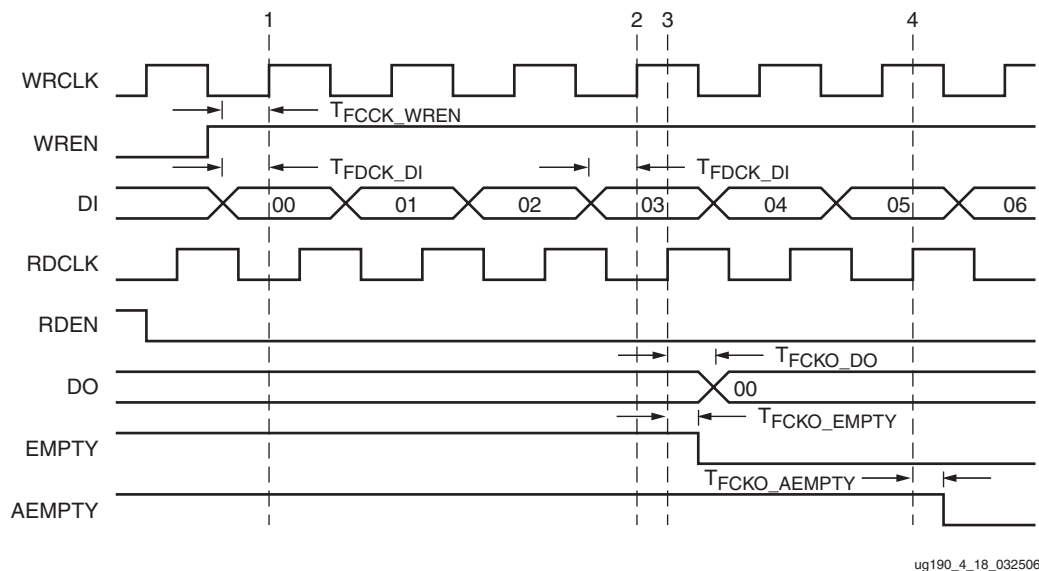 1 2 3 4
WRCLK
TFCCK_WREN
WREN
TFDCK_DI TFDCK_DI
DI 00 01 02 03 04 05 06
RDCLK
RDEN
TFCKO_DO
DO 00
TFCKO_EMPTY
EMPTY
TFCKO_AEMPTY
AEMPTY
ug190_4_18_032506